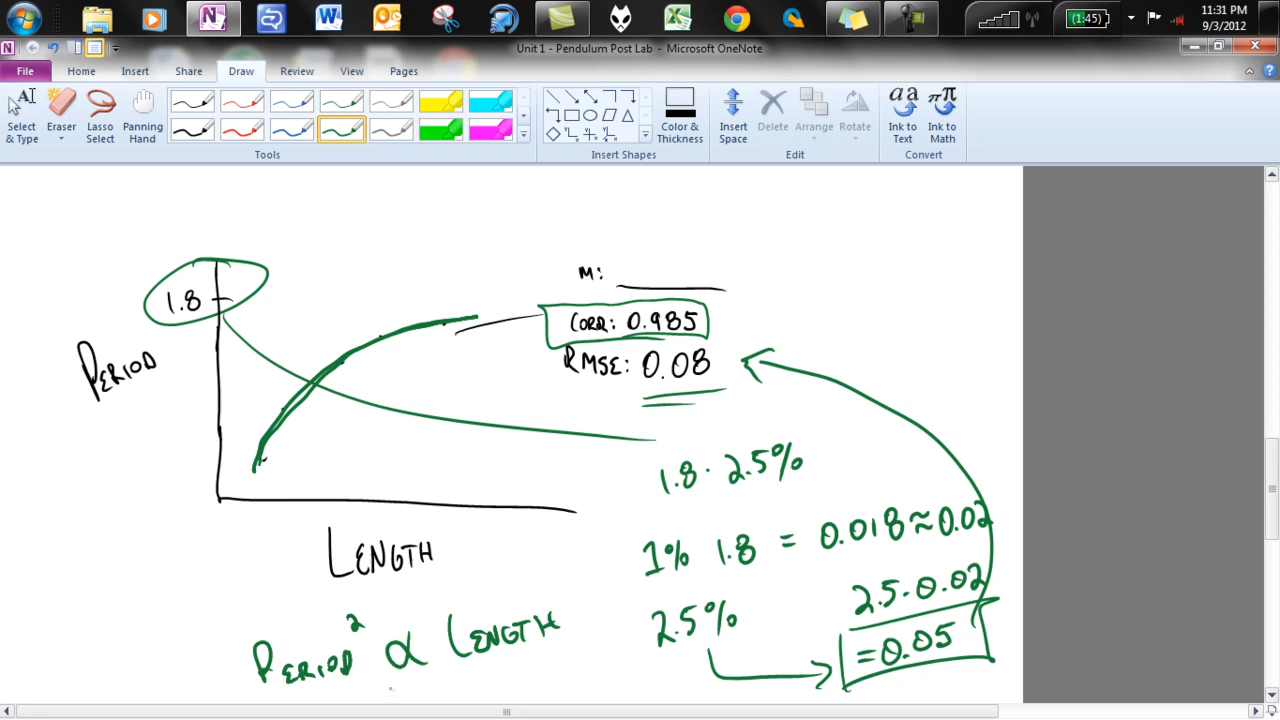 11:31 PM
(1:45)
9/3/2012
Unit 1 - Pendulum Post Lab - Microsoft OneNote
File Home Insert Share Draw Review View Pages
Select & Type
Eraser
Lasso Select
Panning Hand
Color & Thickness
Insert Space
Delete
Arrange
Rotate
Ink to Text
Ink to Math
Tools
Insert Shapes
Edit
Convert
M:
1.8
CORR: 0.985
PERIOD
RMSE: 0.08
1.8 · 2.5%
LENGTH
1% 1.8 = 0.018 ≈ 0.02
2.5 · 0.02
2.5%
= 0.05
PERIOD² ∝ LENGTH